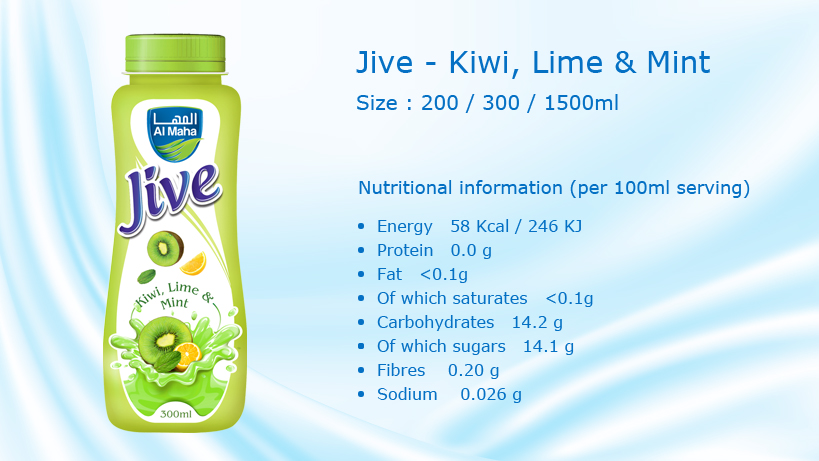 المها
Al Maha
Jive
Kiwi, Lime &
Mint
300ml
Jive - Kiwi, Lime & Mint
Size : 200 / 300 / 1500ml
Nutritional information (per 100ml serving)
• Energy 58 Kcal / 246 KJ
• Protein 0.0 g
• Fat <0.1g
• Of which saturates <0.1g
• Carbohydrates 14.2 g
• Of which sugars 14.1 g
• Fibres 0.20 g
• Sodium 0.026 g